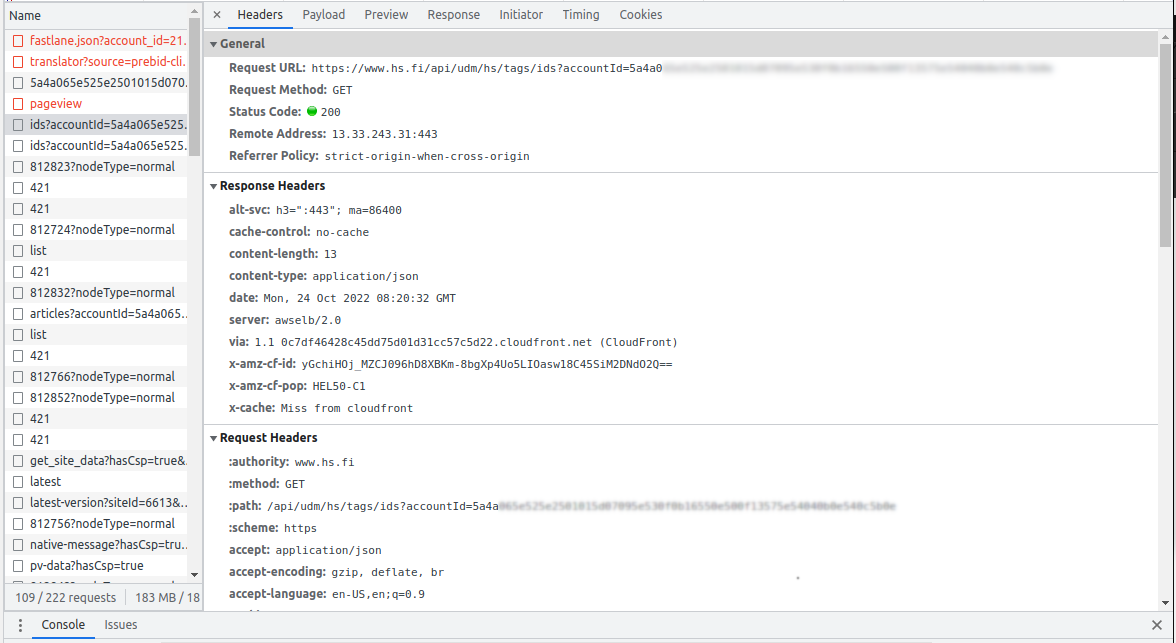 Name
fastlane.json?account_id=21.
translator?source=prebid-cli.
5a4a065e525e2501015d070.
pageview
ids?accountId=5a4a065e525.
ids?accountId=5a4a065e525.
812823?nodeType=normal
421
421
812724?nodeType=normal
list
421
812832?nodeType=normal
articles?accountId=5a4a065..
list
421
812766?nodeType=normal
812852?nodeType=normal
421
421
get_site_data?hasCsp=true&.
latest
latest-version?siteId=6613&..
812756?nodeType=normal
native-message?hasCsp=tru..
pv-data?hasCsp=true
109 / 222 requests 183 MB / 18
× Headers Payload Preview Response Initiator Timing Cookies
General
Request URL: https://www.hs.fi/api/udm/hs/tags/ids?accountId=5a4a0
Request Method: GET
Status Code: 200
Remote Address: 13.33.243.31:443
Referrer Policy: strict-origin-when-cross-origin
Response Headers
alt-svc: h3=":443"; ma=86400
cache-control: no-cache
content-length: 13
content-type: application/json
date: Mon, 24 Oct 2022 08:20:32 GMT
server: awselb/2.0
via: 1.1 0c7df46428c45dd75d01d31cc57c5d22.cloudfront.net (CloudFront)
x-amz-cf-id: yGchiHOj_MZCJ096hD8XBKm-8bgXp4Uo5LIOasw18C45SiM2DNdO2Q==
x-amz-cf-pop: HEL50-C1
x-cache: Miss from cloudfront
Request Headers
:authority: www.hs.fi
:method: GET
:path: /api/udm/hs/tags/ids?accountId=5a4a
:scheme: https
accept: application/json
accept-encoding: gzip, deflate, br
accept-language: en-US,en;q=0.9
Console Issues